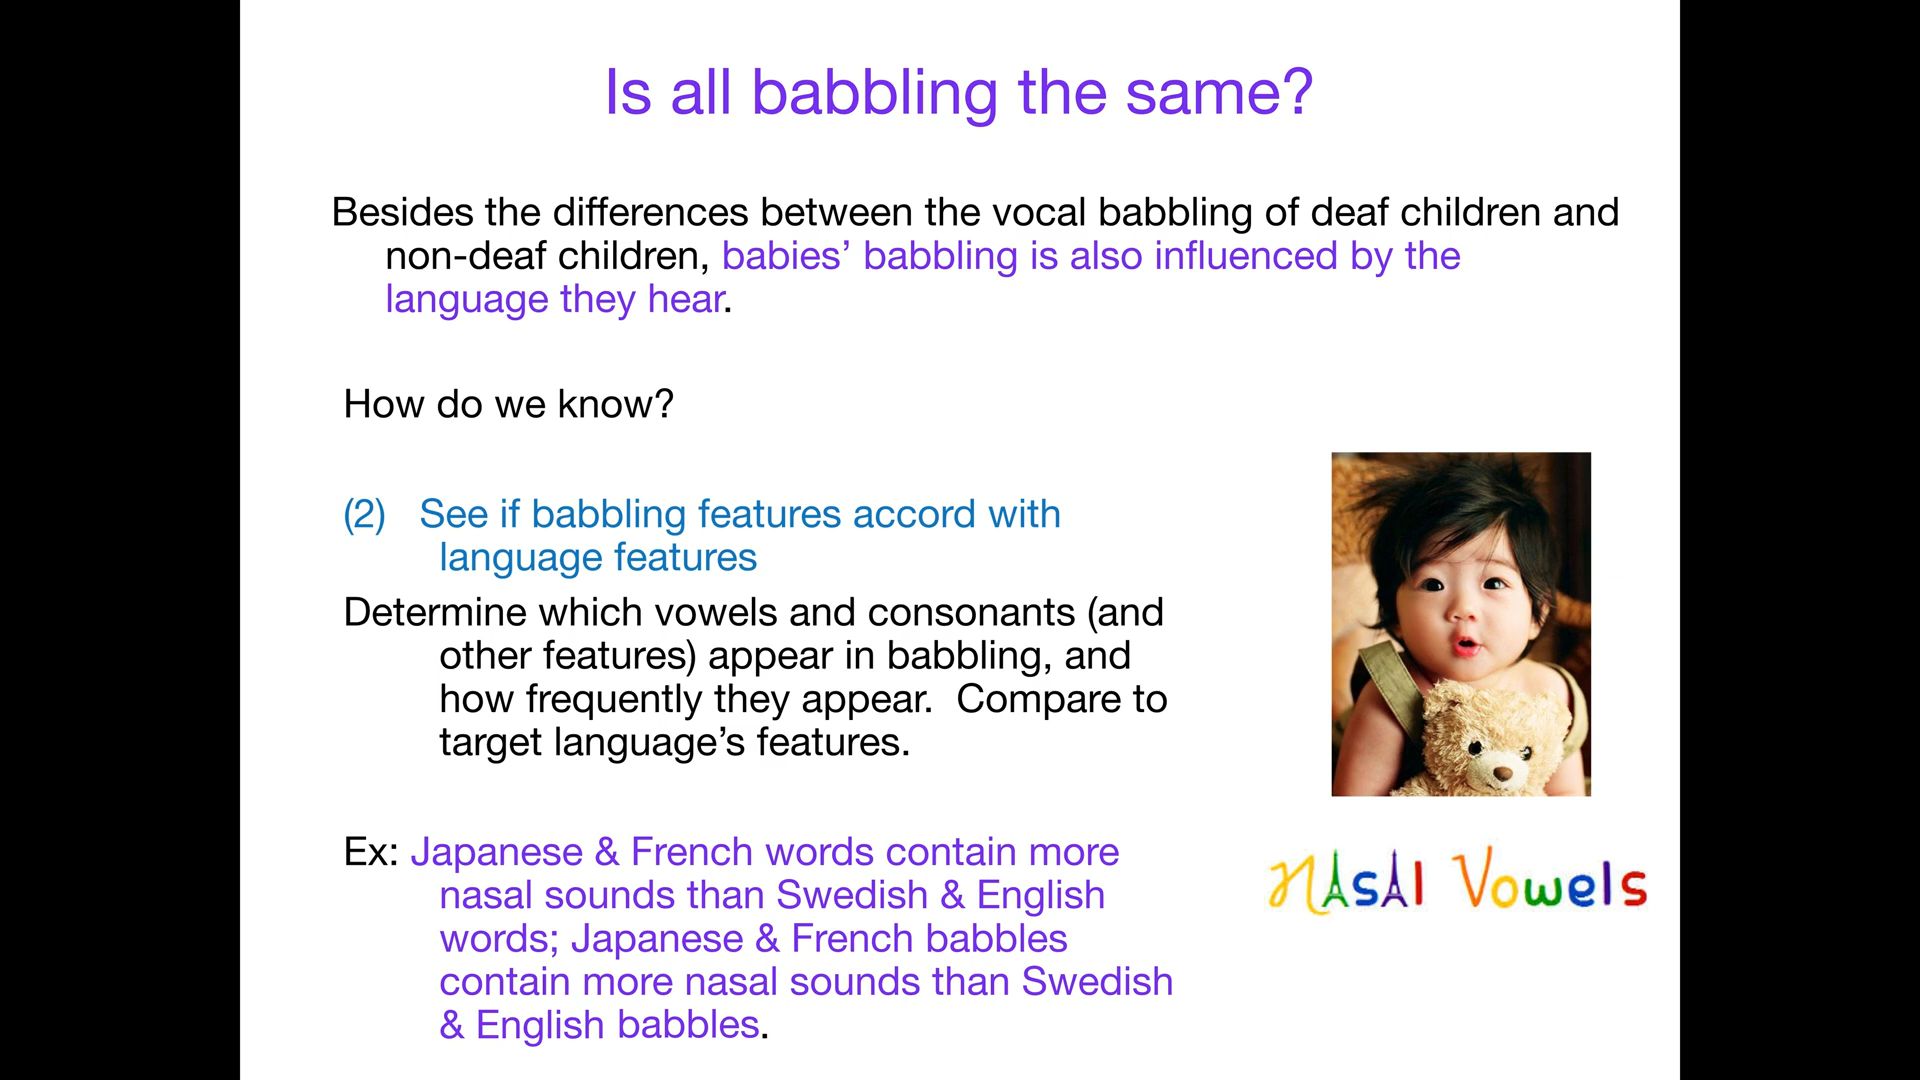 Is all babbling the same?
Besides the differences between the vocal babbling of deaf children and
non-deaf children, babies’ babbling is also influenced by the
language they hear.
How do we know?
(2) See if babbling features accord with
language features
Determine which vowels and consonants (and
other features) appear in babbling, and
how frequently they appear.  Compare to
target language’s features.
Ex: Japanese & French words contain more
nasal sounds than Swedish & English
words; Japanese & French babbles
contain more nasal sounds than Swedish
& English babbles.
NAsAl Vowels